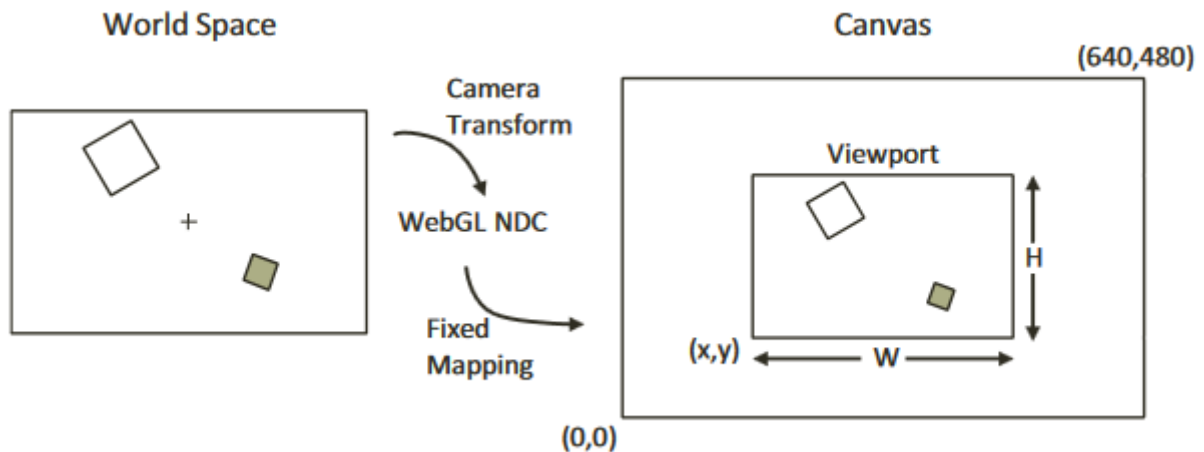 World Space
Canvas
(640,480)
Camera
Transform
Viewport
WebGL NDC
H
Fixed
Mapping
(x,y)
W
(0,0)